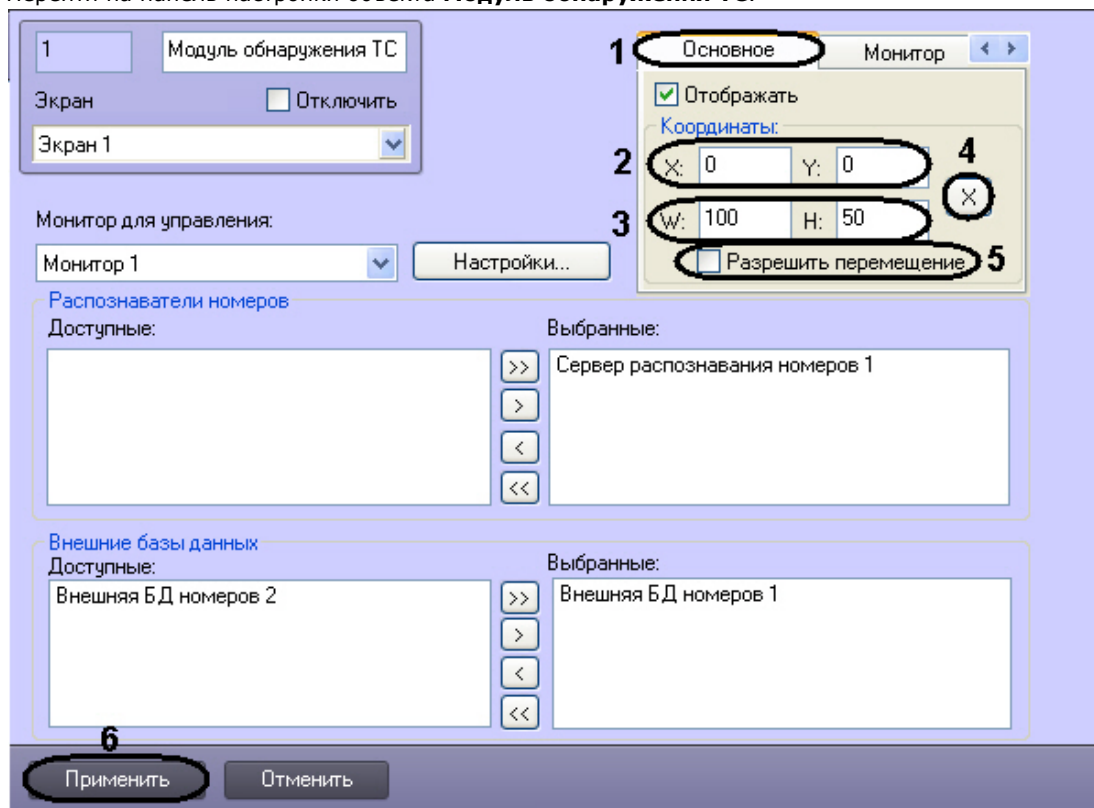 Перейти на панель настройки объекта Модуль обнаружения ТС.
1 Модуль обнаружения ТС
Экран Отключить
Экран 1
1 Основное Монитор
Отображать
Координаты:
2 X: 0 Y: 0 4
X
3 W: 100 H: 50
Разрешить перемещение 5
Монитор для управления:
Монитор 1 Настройки...
Распознаватели номеров
Доступные: Выбранные:
Сервер распознавания номеров 1
>>
>
<
<<
Внешние базы данных
Доступные: Выбранные:
Внешняя БД номеров 2 >> Внешняя БД номеров 1
>
<
<<
6
Применить Отменить